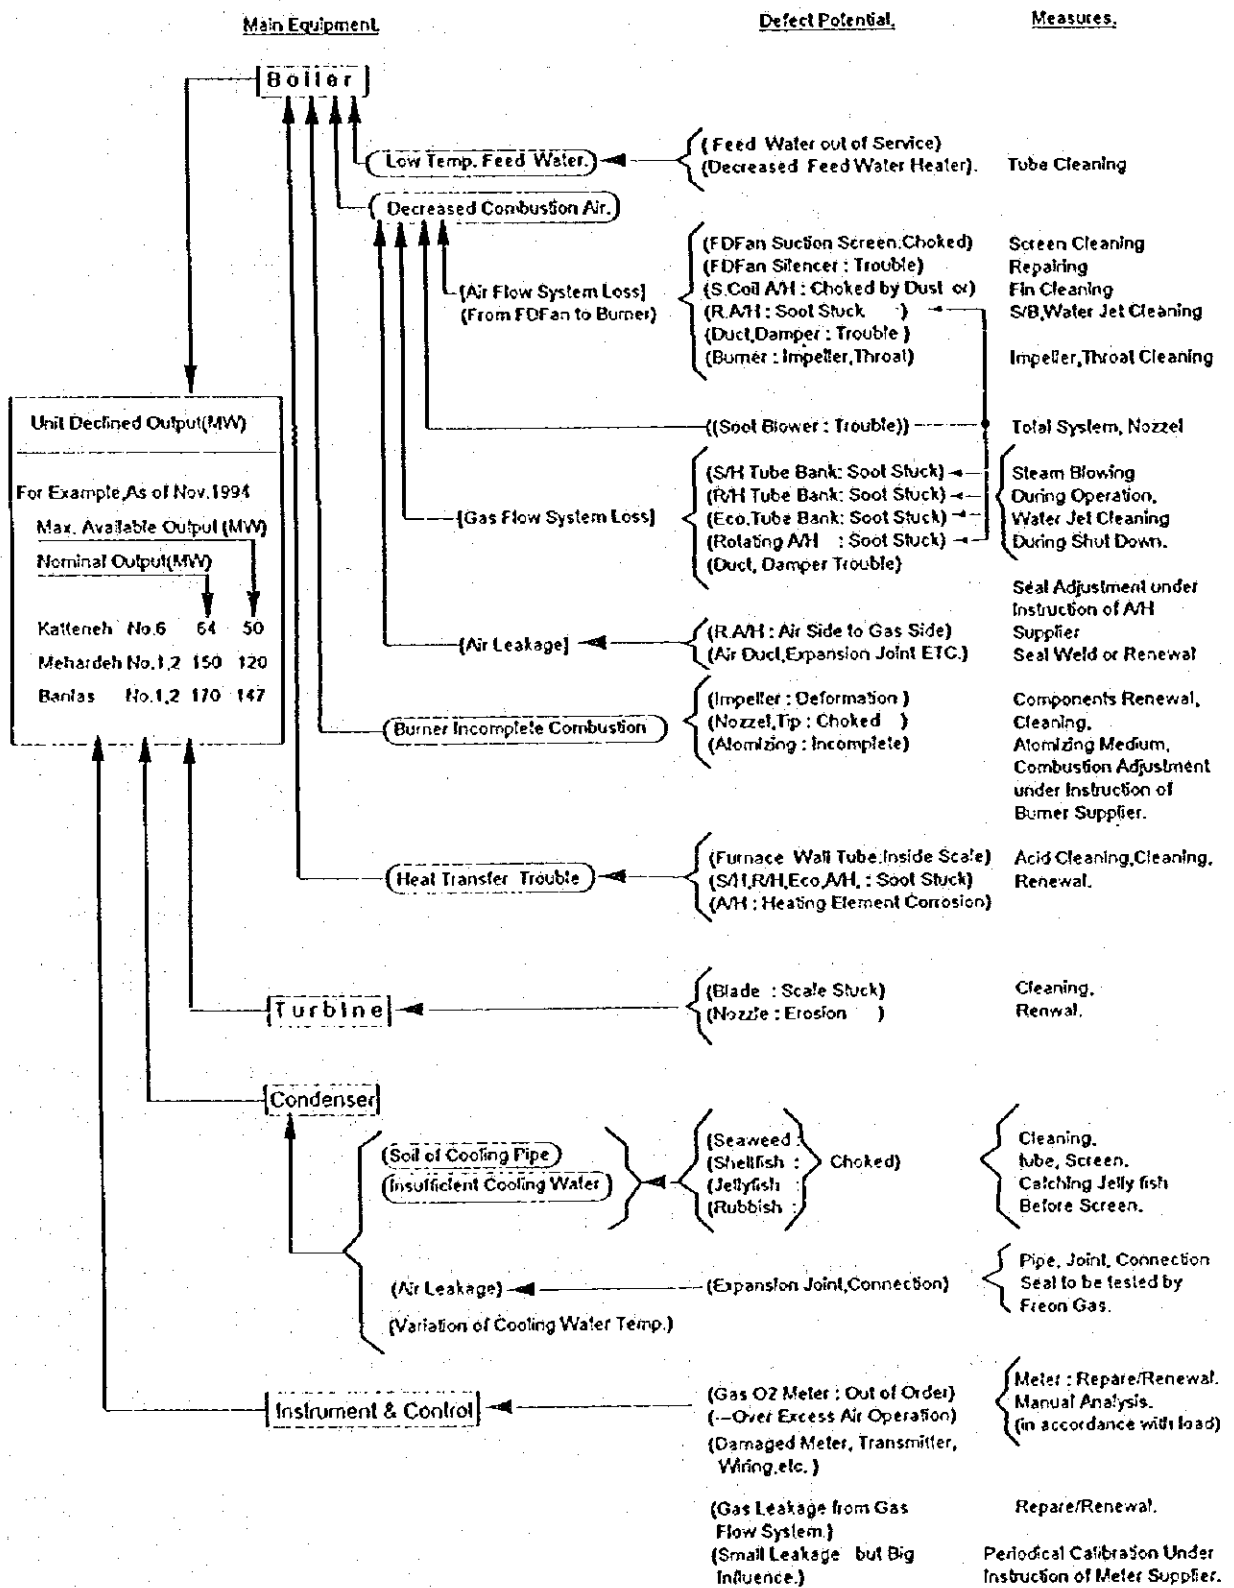 Main Equipment.
Defect Potential.
Measures.
Boiler
Low Temp. Feed Water.
(Feed Water out of Service)
(Decreased Feed Water Heater).
Tube Cleaning
Decreased Combustion Air.
(FDFan Suction Screen:Choked)
Screen Cleaning
(FDFan Silencer : Trouble)
Repairing
[Air Flow System Loss]
(S.Coil A/H : Choked by Dust or)
Fin Cleaning
(From FDFan to Burner)
(R.A/H : Soot Stuck )
S/B,Water Jet Cleaning
(Duct,Damper : Trouble )
(Burner : Impeller,Throat)
Impeller,Throat Cleaning
Unit Declined Output(MW)
((Soot Blower : Trouble))
Total System, Nozzel
For Example,As of Nov.1994
Max. Available Output (MW)
Nominal Output(MW)
Katteneh No.6 64 50
Mehardeh No.1,2 150 120
Banias No.1,2 170 147
[Gas Flow System Loss]
(S/H Tube Bank: Soot Stuck)
(R/H Tube Bank: Soot Stuck)
(Eco.Tube Bank: Soot Stuck)
(Rotating A/H : Soot Stuck)
(Duct, Damper Trouble)
Steam Blowing
During Operation,
Water Jet Cleaning
During Shut Down.
[Air Leakage]
(R.A/H : Air Side to Gas Side)
(Air Duct,Expansion Joint ETC.)
Seal Adjustment under
Instruction of A/H
Supplier
Seal Weld or Renewal
Burner Incomplete Combustion
(Impeller : Deformation )
(Nozzel,Tip : Choked )
(Atomizing : Incomplete)
Components Renewal,
Cleaning,
Atomizing Medium,
Combustion Adjustment
under Instruction of
Burner Supplier.
Heat Transfer Trouble
(Furnace Wall Tube:Inside Scale)
(S/H,R/H,Eco,A/H, : Soot Stuck)
(A/H : Heating Element Corrosion)
Acid Cleaning,Cleaning,
Renewal.
Turbine
(Blade : Scale Stuck)
(Nozzle : Erosion )
Cleaning,
Renwal.
Condenser
(Soil of Cooling Pipe)
(Insufficient Cooling Water)
(Seaweed :
(Shellfish :
(Jellyfish :
(Rubbish :
Choked)
Cleaning,
tube, Screen.
Catching Jelly fish
Before Screen.
(Air Leakage)
(Expansion Joint,Connection)
Pipe, Joint, Connection
Seal to be tested by
Freon Gas.
(Variation of Cooling Water Temp.)
Instrument & Control
(Gas O2 Meter : Out of Order)
(--Over Excess Air Operation)
(Damaged Meter, Transmitter,
Wiring,etc. )
Meter : Repare/Renewal.
Manual Analysis.
(in accordance with load)
(Gas Leakage from Gas
Flow System.)
Repare/Renewal.
(Small Leakage but Big
Influence.)
Periodical Calibration Under
Instruction of Meter Supplier.